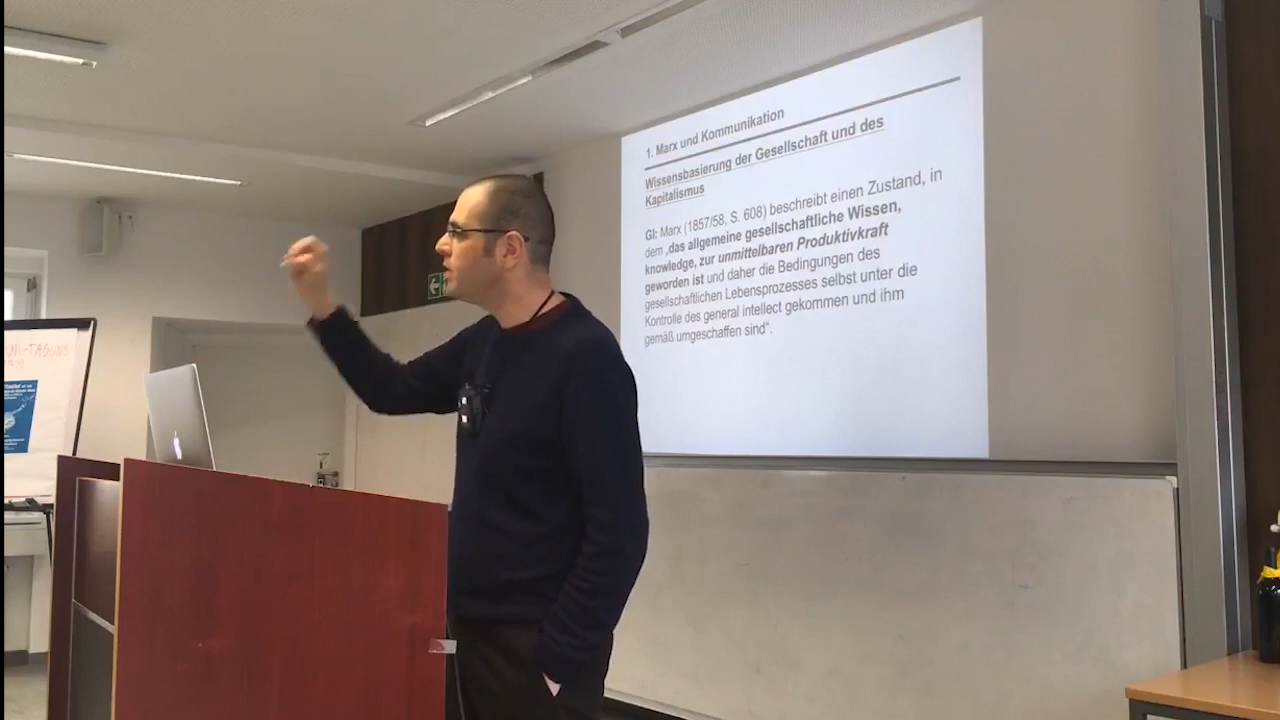 1. Marx und Kommunikation
Wissensbasierung der Gesellschaft und des
Kapitalismus
GI: Marx (1857/58, S. 608) beschreibt einen Zustand, in
dem „das allgemeine gesellschaftliche Wissen,
knowledge, zur unmittelbaren Produktivkraft
geworden ist und daher die Bedingungen des
gesellschaftlichen Lebensprozesses selbst unter die
Kontrolle des general intellect gekommen und ihm
gemäß umgeschaffen sind“.